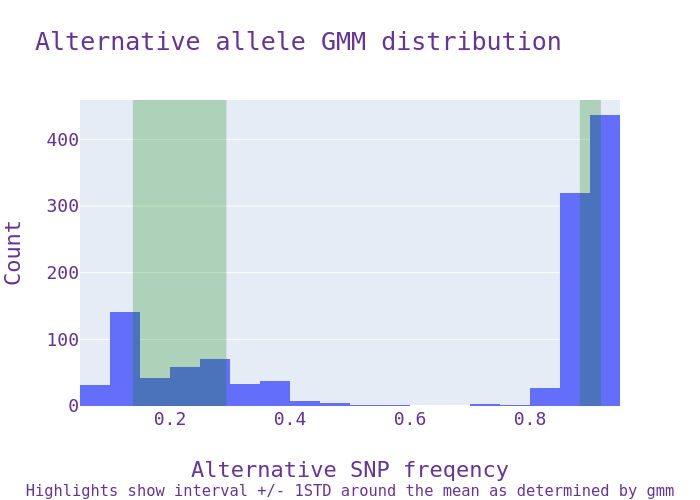 Alternative allele GMM distribution
Count
400
300
200
100
0
0.2
0.4
0.6
0.8
Alternative SNP freqency
Highlights show interval +/- 1STD around the mean as determined by gmm